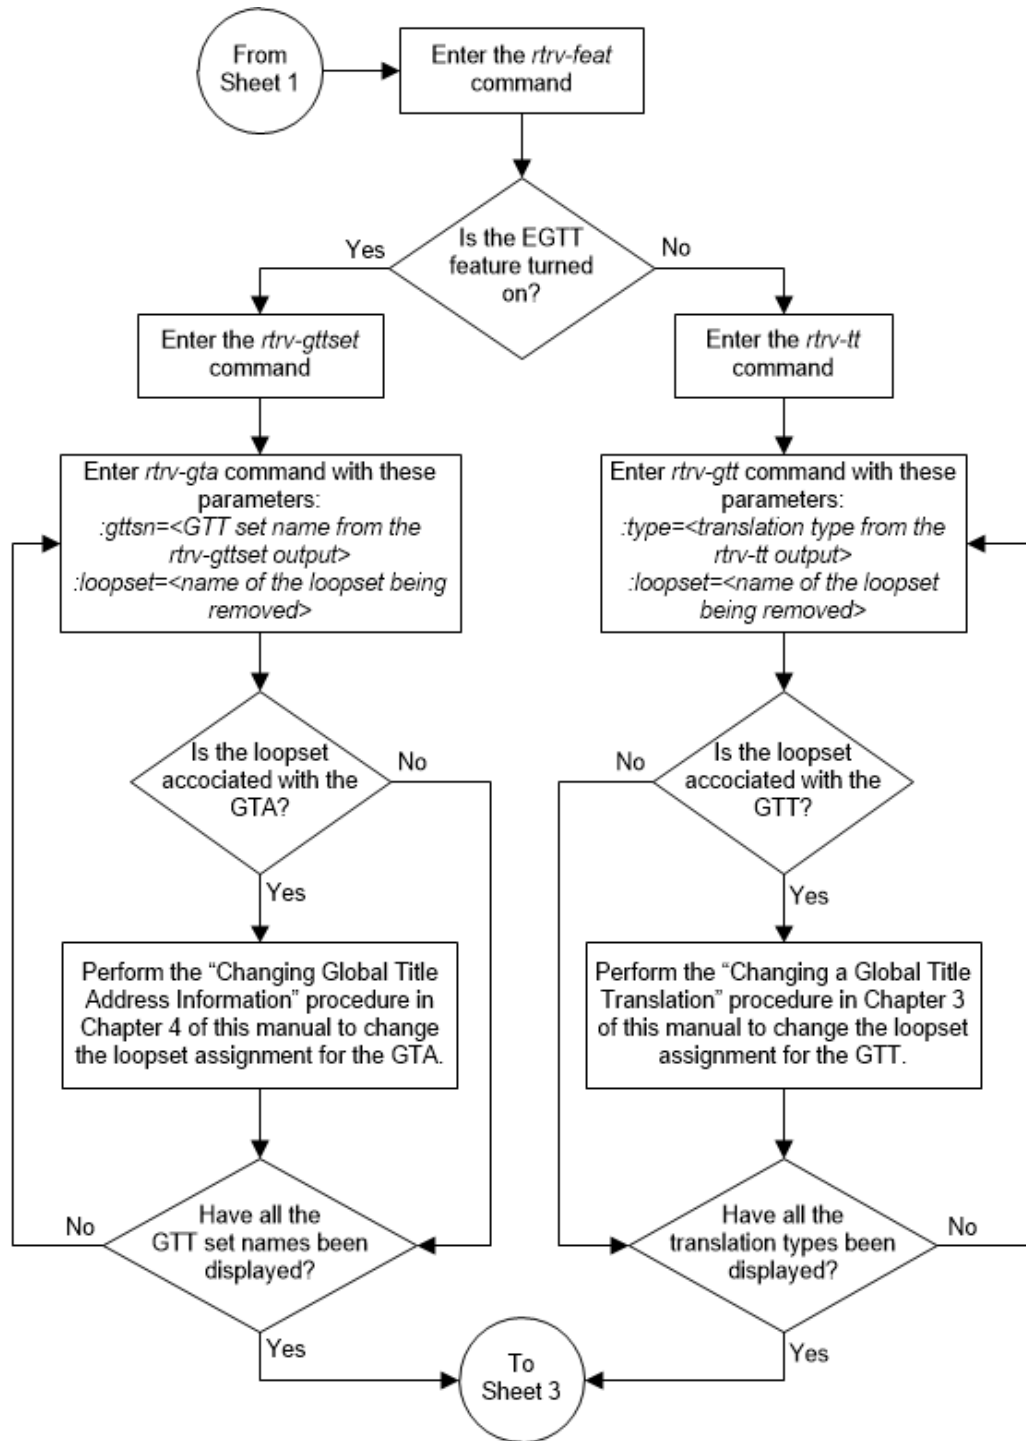 From
Sheet 1
Enter the rtrv-feat
command
Is the EGTT
feature turned
on?
Yes
No
Enter the rtrv-gttset
command
Enter the rtrv-tt
command
Enter rtrv-gta command with these
parameters:
:gttsn=<GTT set name from the
rtrv-gttset output>
:loopset=<name of the loopset being
removed>
Enter rtrv-gtt command with these
parameters:
:type=<translation type from the
rtrv-tt output>
:loopset=<name of the loopset
being removed>
Is the loopset
accociated with the
GTA?
No
Yes
No
Is the loopset
accociated with the
GTT?
Yes
Perform the “Changing Global Title
Address Information” procedure in
Chapter 4 of this manual to change
the loopset assignment for the GTA.
Perform the “Changing a Global Title
Translation” procedure in Chapter 3
of this manual to change the loopset
assignment for the GTT.
No
Have all the
GTT set names been
displayed?
Yes
Have all the
translation types been
displayed?
No
Yes
To
Sheet 3